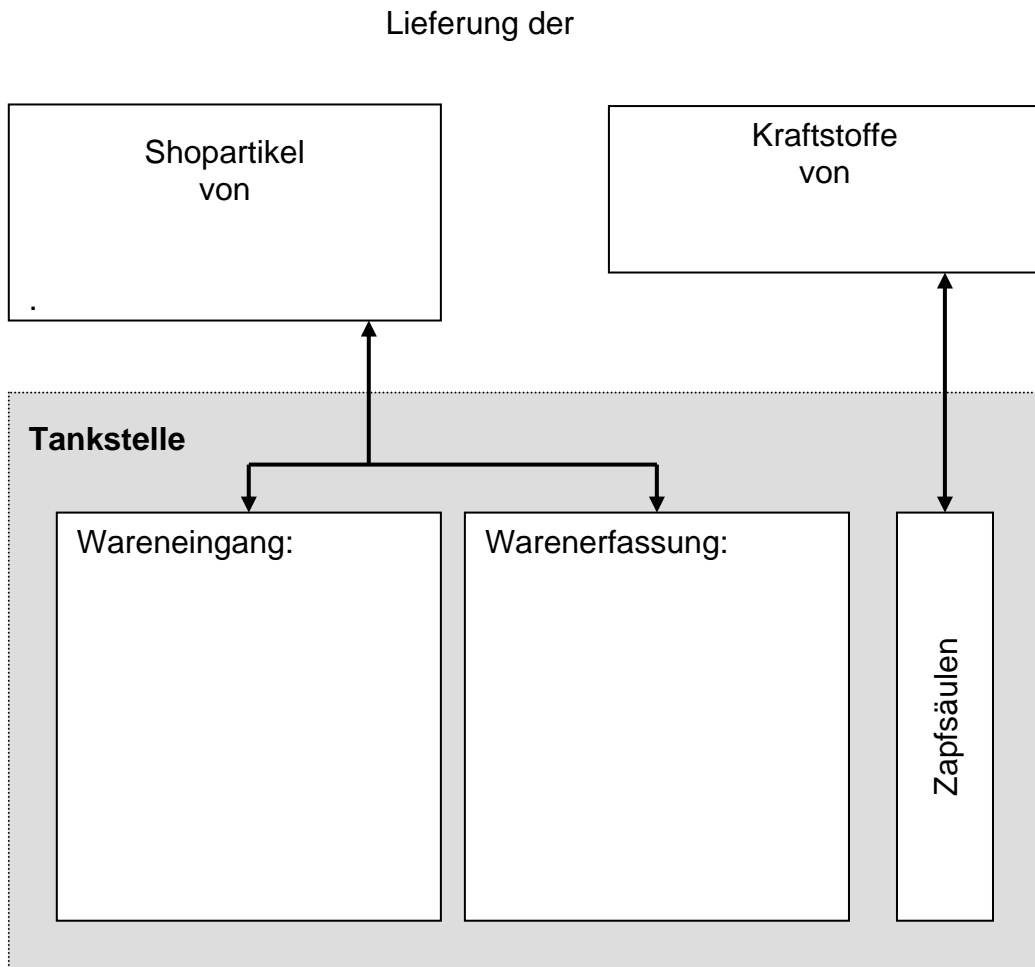 Lieferung der
Shopartikel
von
.
Kraftstoffe
von
Tankstelle
Wareneingang:
Warenerfassung:
Zapfsäulen